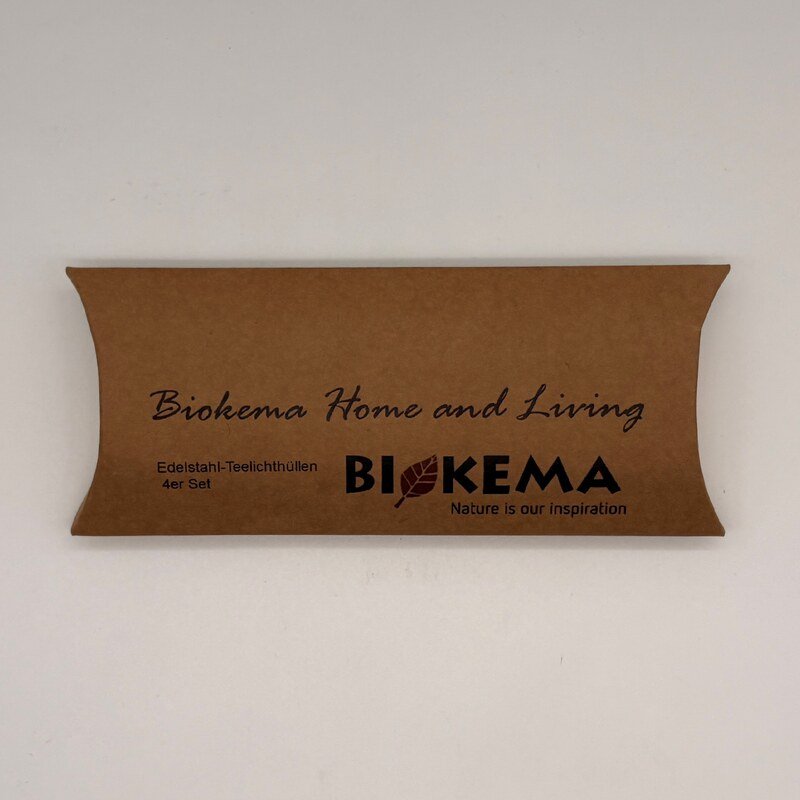 Biokema Home and Living
Edelstahl-Teelichthüllen
4er Set
BIOKEMA
Nature is our inspiration